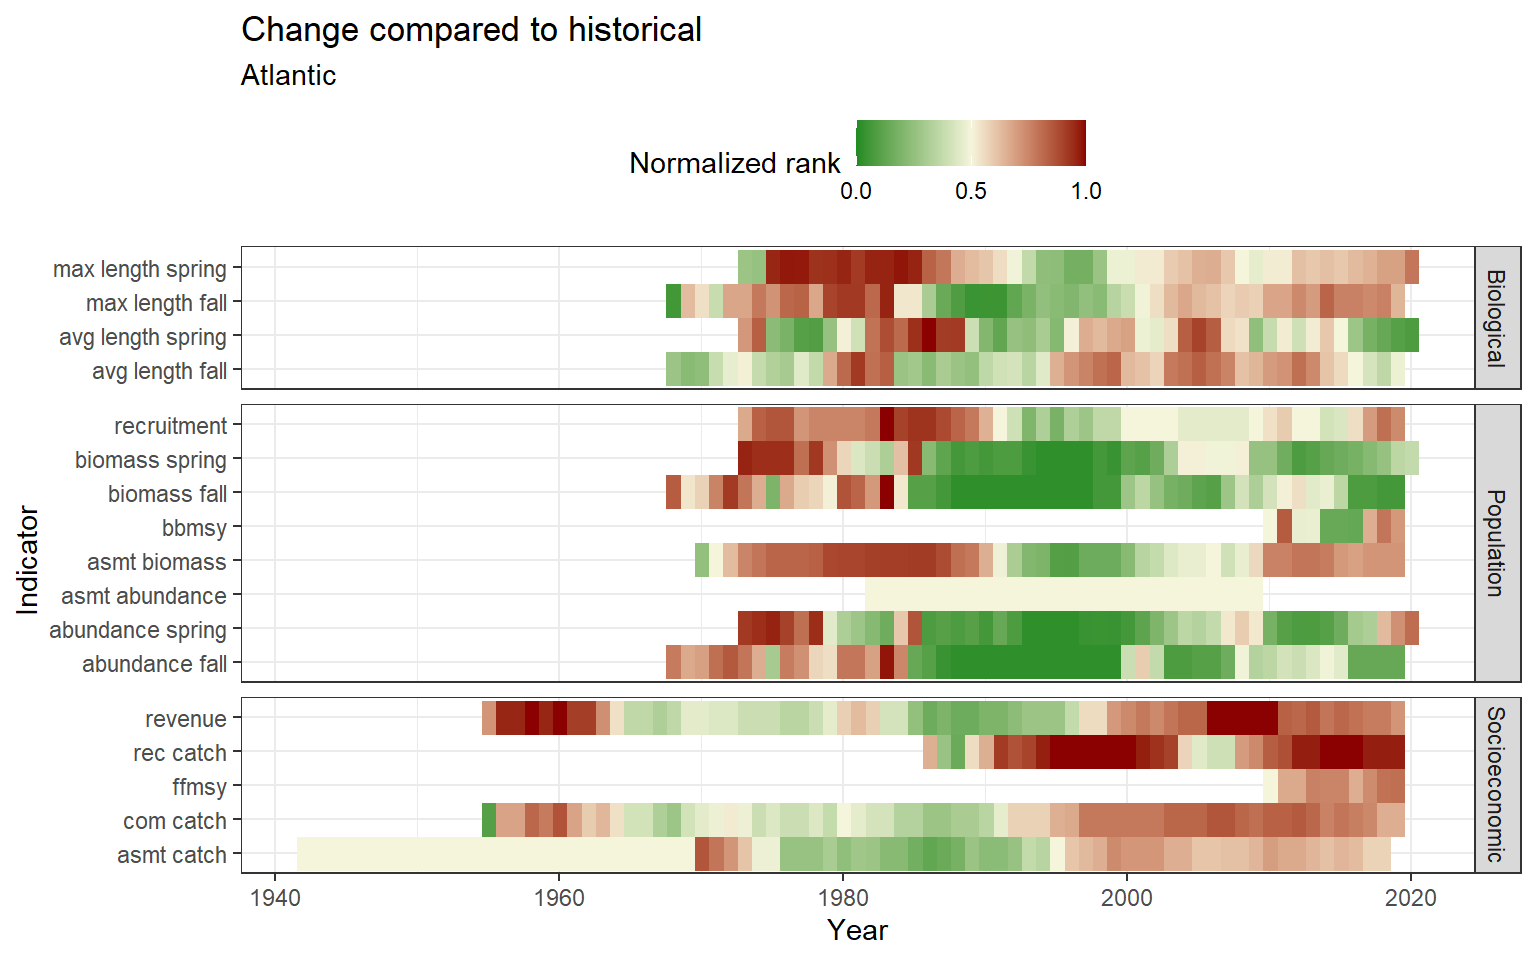 Change compared to historical
Atlantic
Normalized rank
0.0 0.5 1.0
max length spring
max length fall
avg length spring
avg length fall
Biological
recruitment
biomass spring
biomass fall
bbmsy
asmt biomass
asmt abundance
abundance spring
abundance fall
Population
revenue
rec catch
ffmsy
com catch
asmt catch
Socioeconomic
Indicator
1940 1960 1980 2000 2020
Year